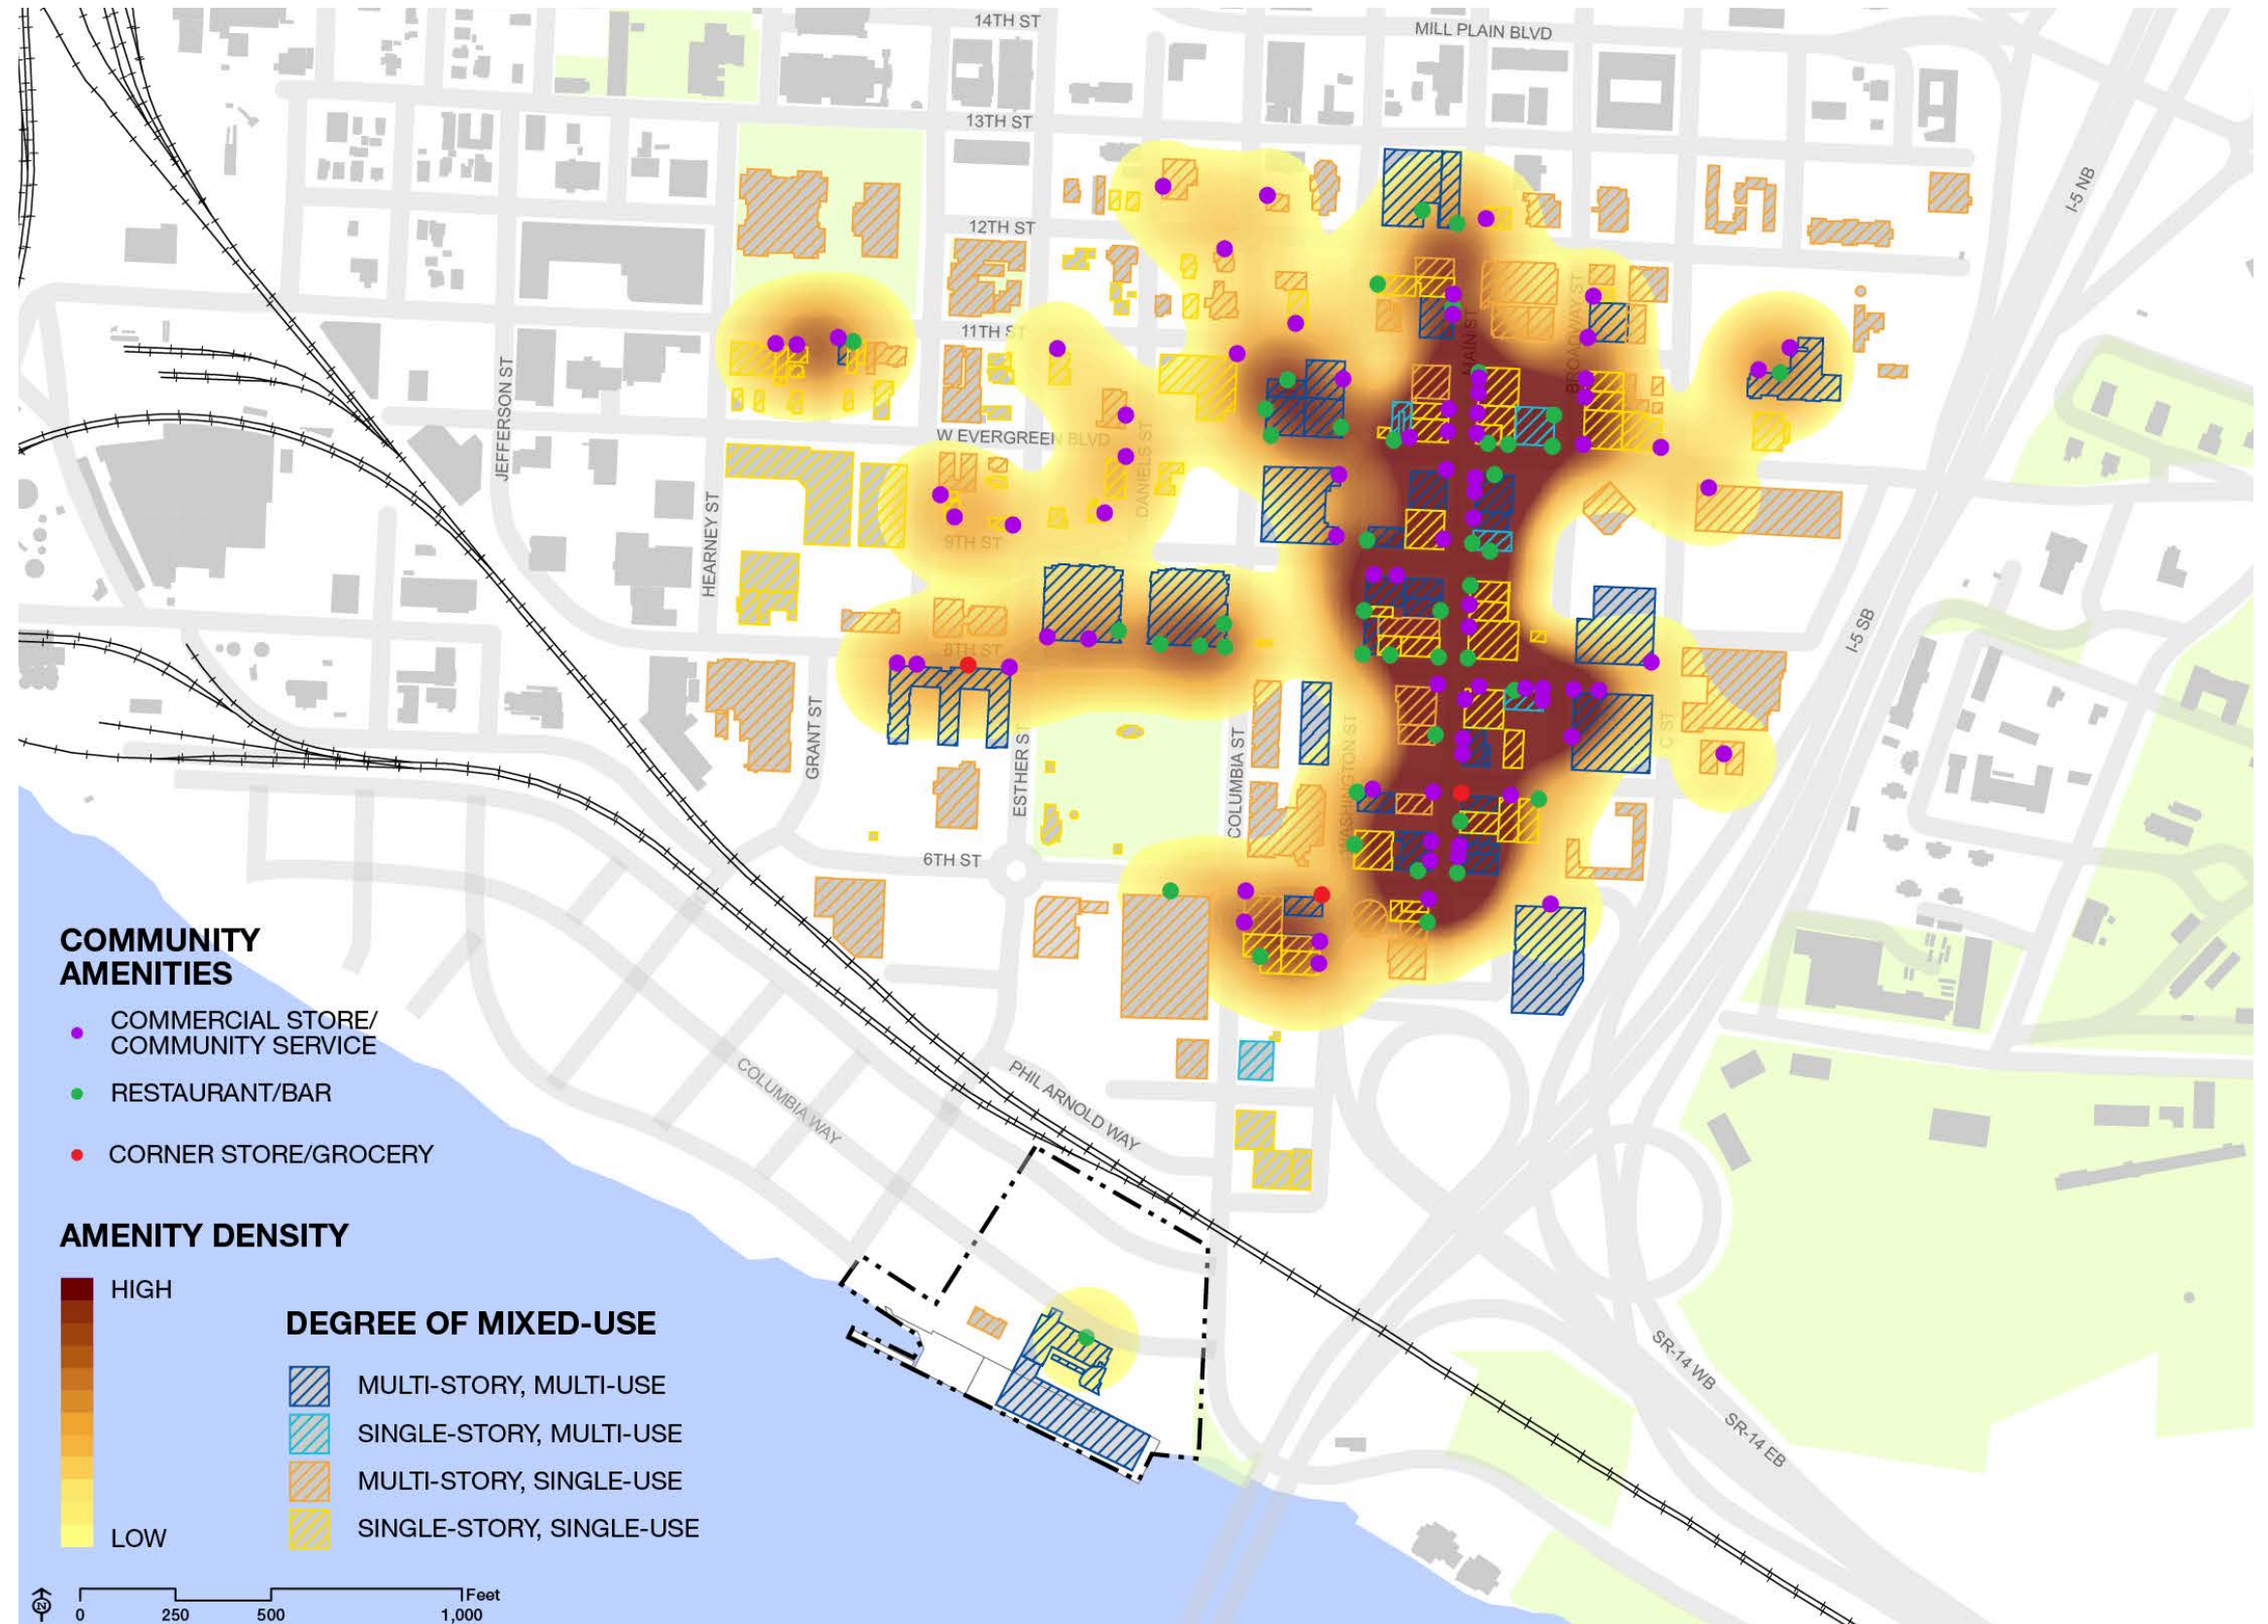 14TH ST
MILL PLAIN BLVD
13TH ST
I-5 NB
12TH ST
11TH ST
MAIN ST
BROADWAY ST
JEFFERSON ST
W EVERGREEN BLVD
DANIELS ST
HEARNEY ST
9TH ST
8TH ST
I-5 SB
GRANT ST
ESTHER ST
COLUMBIA ST
WASHINGTON ST
C ST
6TH ST
COLUMBIA WAY
PHIL ARNOLD WAY
SR-14 WB
SR-14 EB
COMMUNITY
AMENITIES
COMMERCIAL STORE/
COMMUNITY SERVICE
RESTAURANT/BAR
CORNER STORE/GROCERY
AMENITY DENSITY
HIGH
LOW
DEGREE OF MIXED-USE
MULTI-STORY, MULTI-USE
SINGLE-STORY, MULTI-USE
MULTI-STORY, SINGLE-USE
SINGLE-STORY, SINGLE-USE
N
Feet
0 250 500 1,000